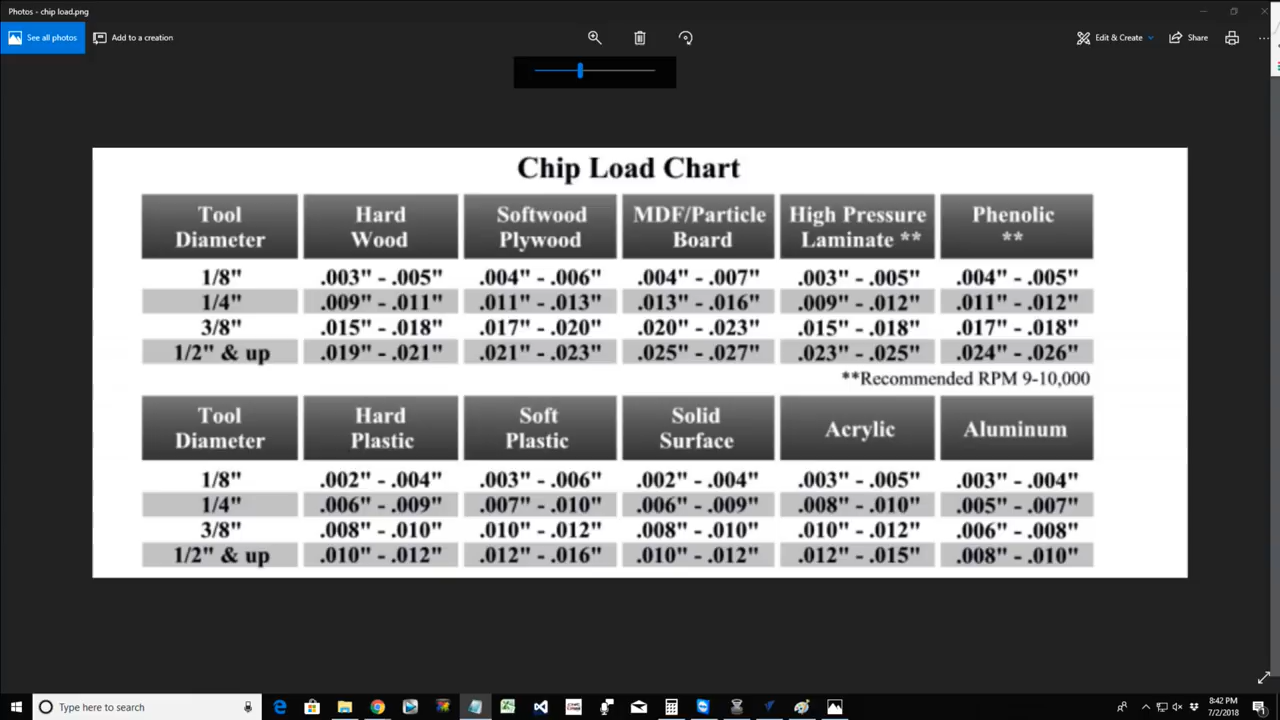 Photos - chip load.png
See all photos
Add to a creation
Edit & Create
Share
Chip Load Chart
Tool Diameter Hard Wood Softwood Plywood MDF/Particle Board High Pressure Laminate ** Phenolic **
1/8" .003" - .005" .004" - .006" .004" - .007" .003" - .005" .004" - .005"
1/4" .009" - .011" .011" - .013" .013" - .016" .009" - .012" .011" - .012"
3/8" .015" - .018" .017" - .020" .020" - .023" .015" - .018" .017" - .018"
1/2" & up .019" - .021" .021" - .023" .025" - .027" .023" - .025" .024" - .026"
**Recommended RPM 9-10,000
Tool Diameter Hard Plastic Soft Plastic Solid Surface Acrylic Aluminum
1/8" .002" - .004" .003" - .006" .002" - .004" .003" - .005" .003" - .004"
1/4" .006" - .009" .007" - .010" .006" - .009" .008" - .010" .005" - .007"
3/8" .008" - .010" .010" - .012" .008" - .010" .010" - .012" .006" - .008"
1/2" & up .010" - .012" .012" - .016" .010" - .012" .012" - .015" .008" - .010"
Type here to search
8:42 PM
7/2/2018